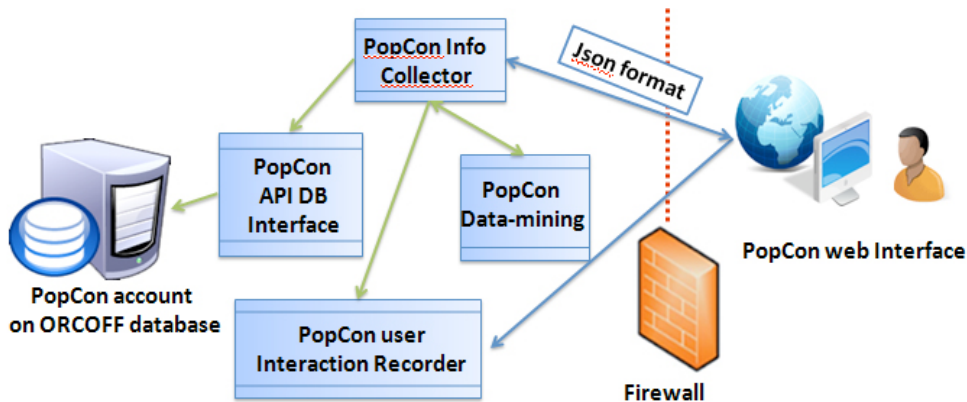 PopCon Info
Collector
Json format
PopCon
API DB
Interface
PopCon
Data-mining
PopCon web Interface
PopCon account
on ORCOFF database
PopCon user
Interaction Recorder
Firewall